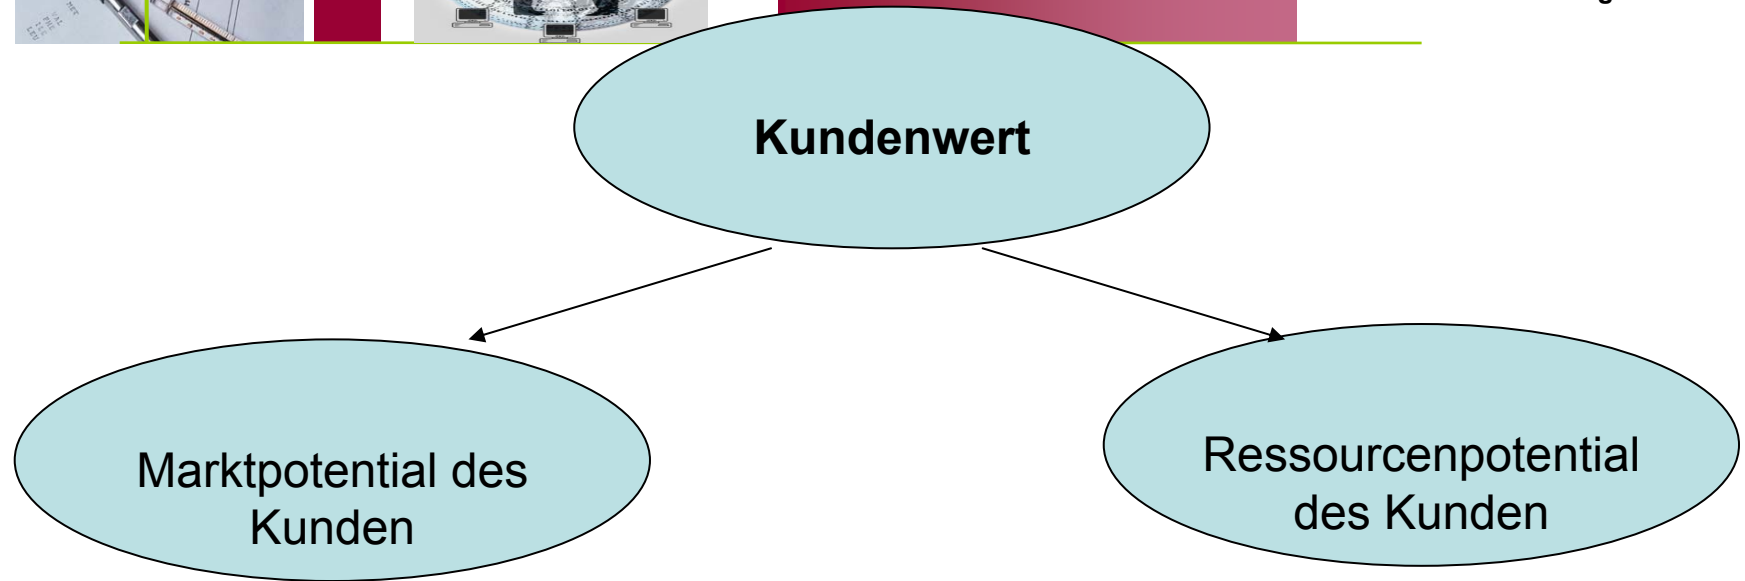 Kundenwert
Marktpotential des
Kunden
Ressourcenpotential
des Kunden